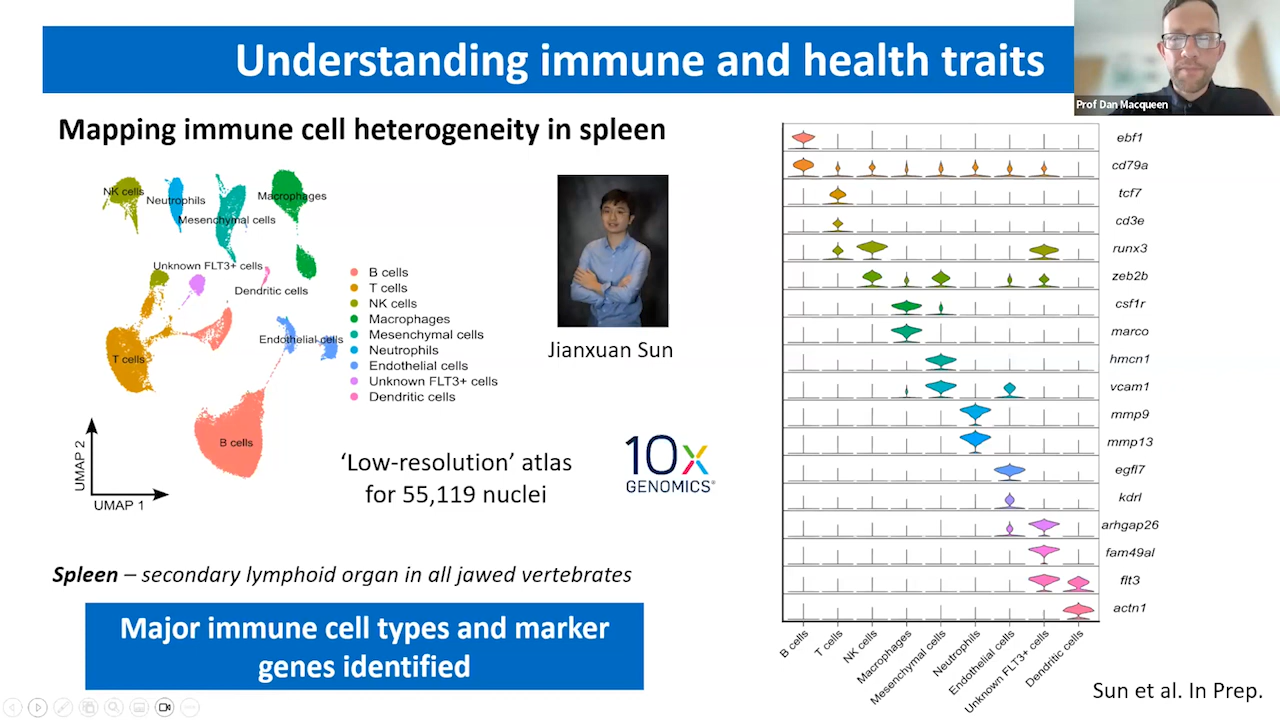 Understanding immune and health traits
Prof Dan Macqueen
Mapping immune cell heterogeneity in spleen
NK cells
Neutrophils
Mesenchymal cells
Macrophages
Unknown FLT3+ cells
Dendritic cells
Endothelial cells
T cells
B cells
UMAP 2
UMAP 1
B cells
T cells
NK cells
Macrophages
Mesenchymal cells
Neutrophils
Endothelial cells
Unknown FLT3+ cells
Dendritic cells
Jianxuan Sun
‘Low-resolution’ atlas
for 55,119 nuclei
10x
GENOMICS®
Spleen – secondary lymphoid organ in all jawed vertebrates
Major immune cell types and marker
genes identified
ebf1
cd79a
tcf7
cd3e
runx3
zeb2b
csf1r
marco
hmcn1
vcam1
mmp9
mmp13
egfl7
kdrl
arhgap26
fam49al
flt3
actn1
B cells
T cells
NK cells
Macrophages
Mesenchymal cells
Neutrophils
Endothelial cells
Unknown FLT3+ cells
Dendritic cells
Sun et al. In Prep.